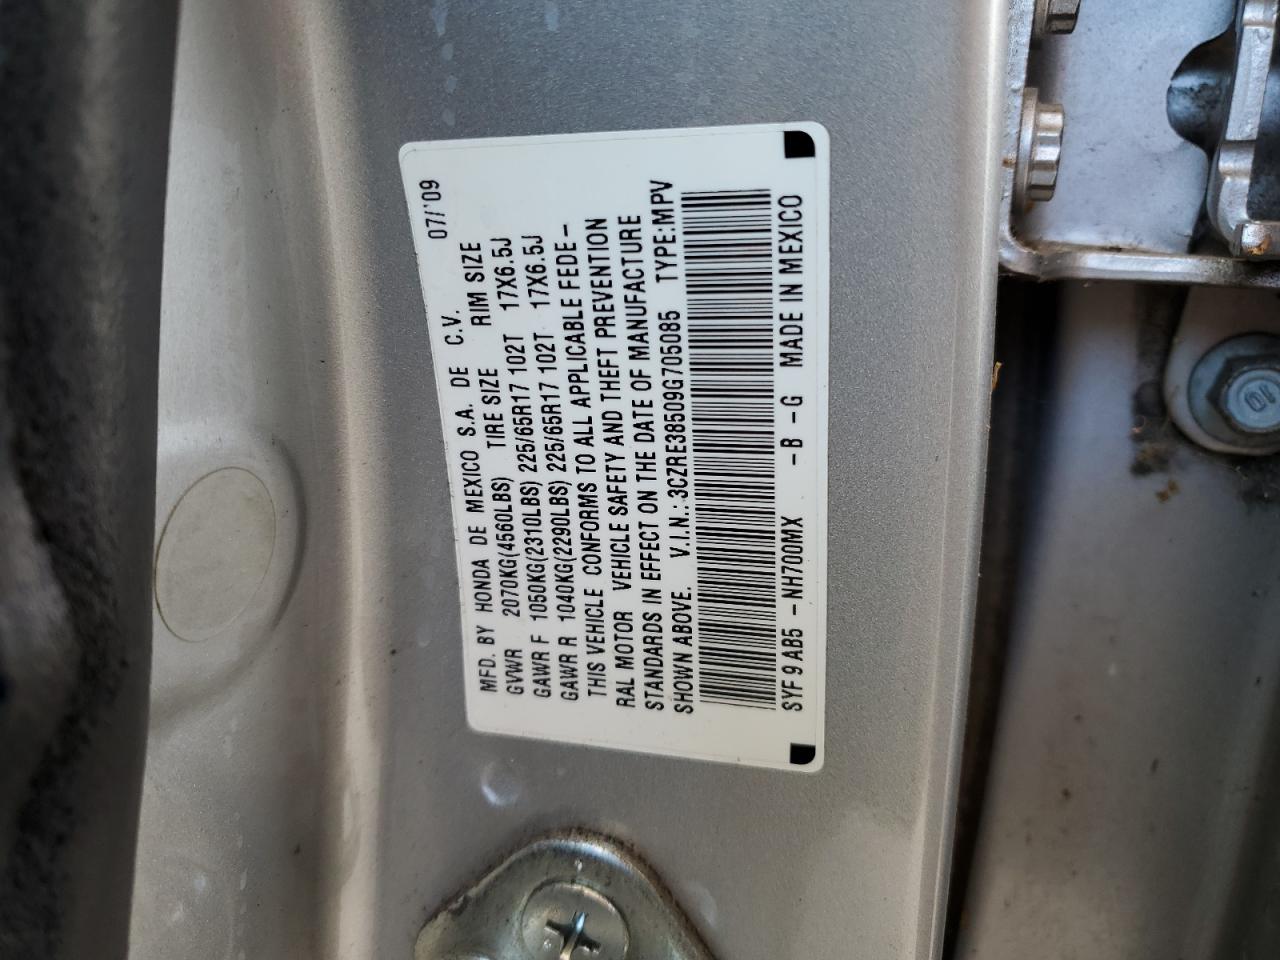 07/'09
MFD. BY HONDA DE MEXICO S.A. DE C.V.
GVWR 2070KG(4560LBS) TIRE SIZE RIM SIZE
GAWR F 1050KG(2310LBS) 225/65R17 102T 17X6.5J
GAWR R 1040KG(2290LBS) 225/65R17 102T 17X6.5J
THIS VEHICLE CONFORMS TO ALL APPLICABLE FEDE-
RAL MOTOR VEHICLE SAFETY AND THEFT PREVENTION
STANDARDS IN EFFECT ON THE DATE OF MANUFACTURE
SHOWN ABOVE. V.I.N.: 3CZRE38509G705085 TYPE:MPV
SYF 9 AB5 - NH700MX - B - G MADE IN MEXICO
10